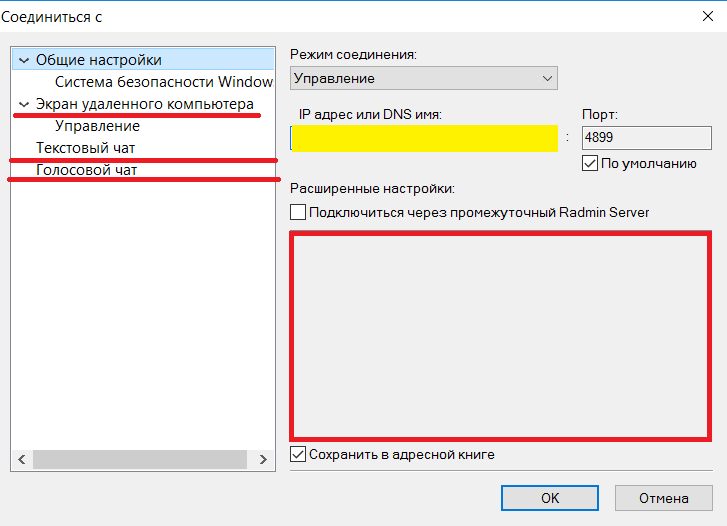 Соединиться с
Общие настройки
Система безопасности Window
Экран удаленного компьютера
Управление
Текстовый чат
Голосовой чат
Режим соединения:
Управление
IP адрес или DNS имя:
Порт:
: 4899
По умолчанию
Расширенные настройки:
Подключиться через промежуточный Radmin Server
Сохранить в адресной книге
OK
Отмена